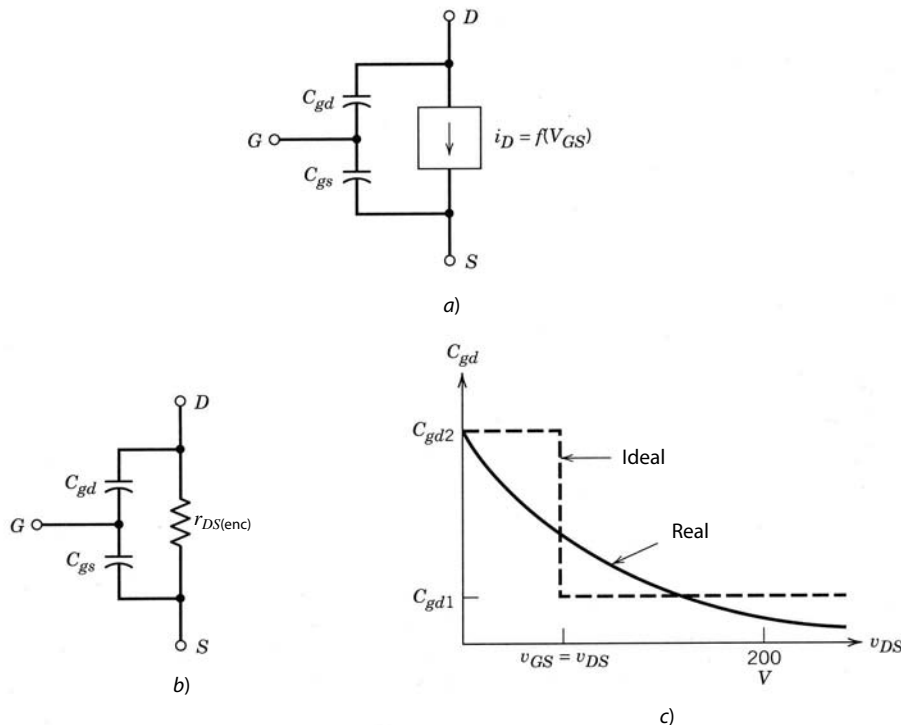 D
C_gd
G
i_D = f(V_GS)
C_gs
S
a)
D
C_gd
G
r_DS(enc)
C_gs
S
b)
C_gd
C_gd2
Ideal
Real
C_gd1
v_GS = v_DS
200
V
v_DS
c)